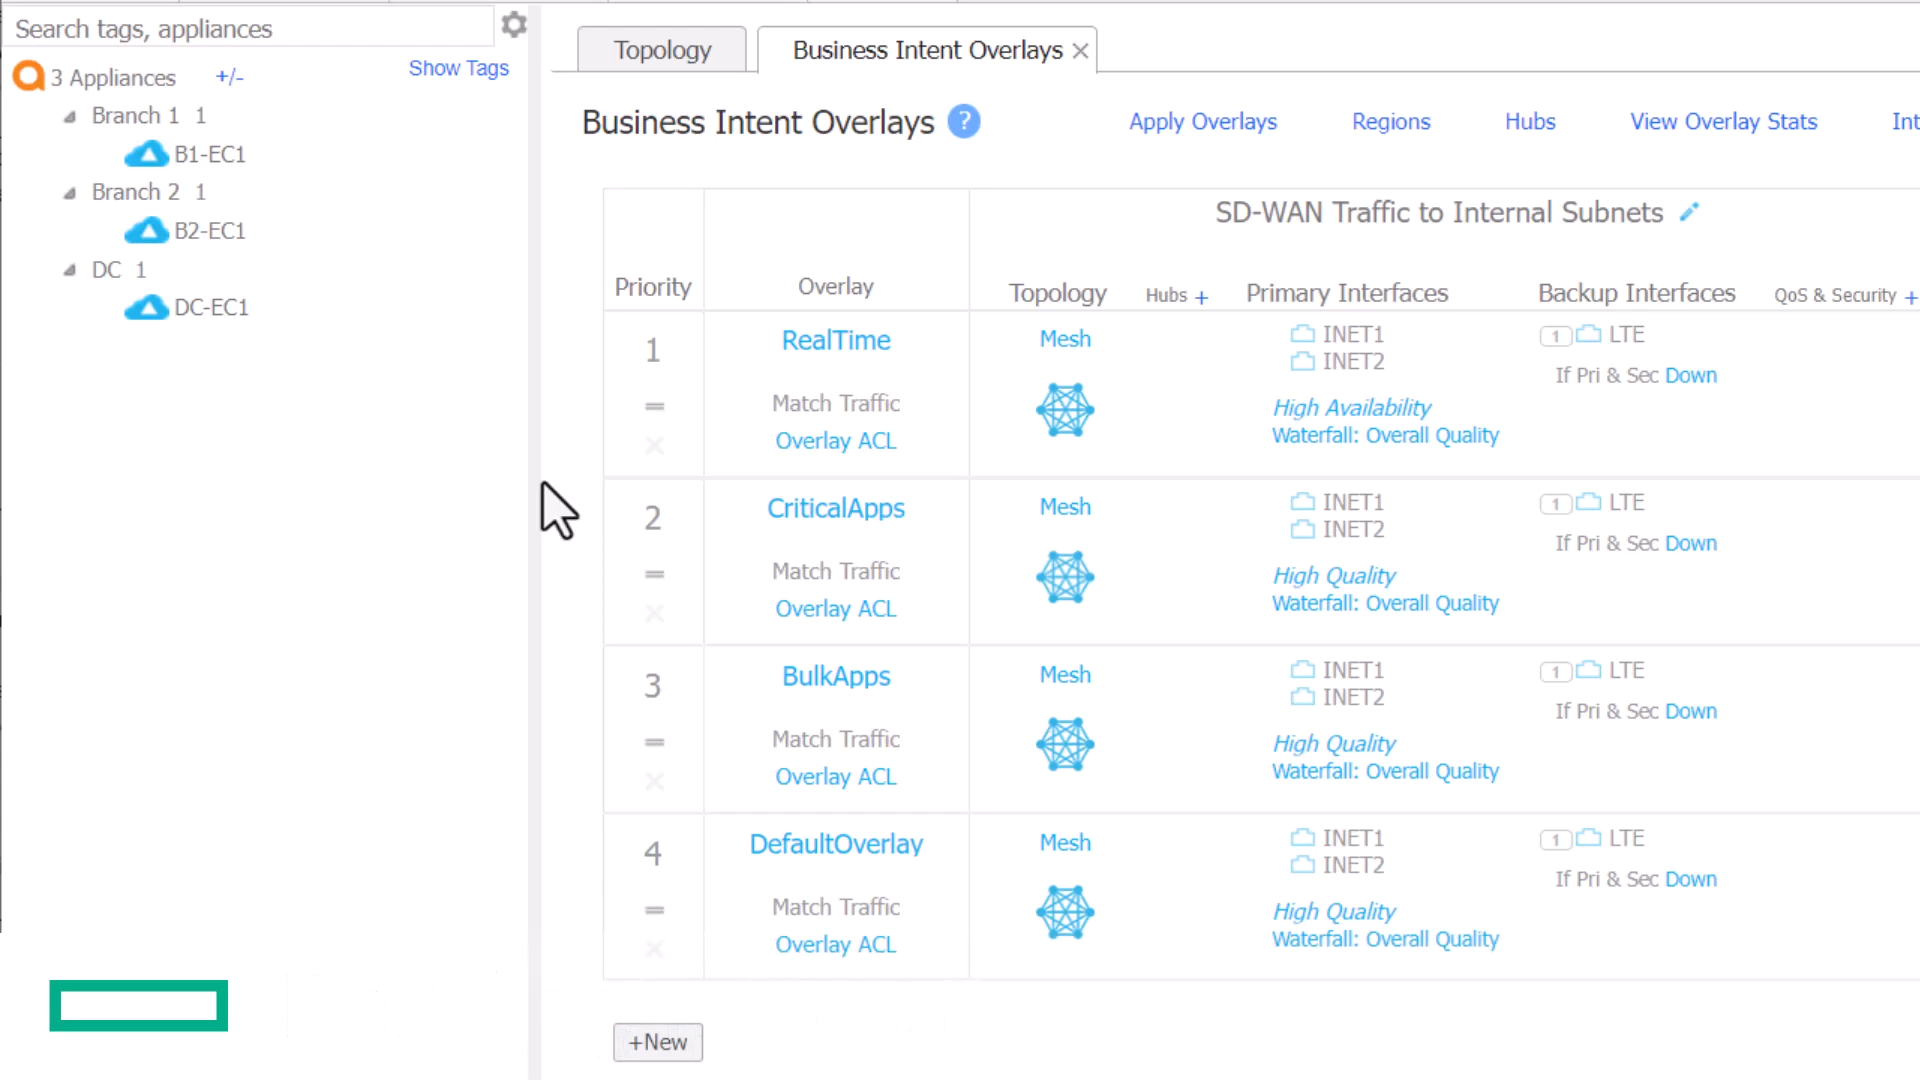 Search tags, appliances
3 Appliances +/- Show Tags
Branch 1 1
B1-EC1
Branch 2 1
B2-EC1
DC 1
DC-EC1
Topology Business Intent Overlays ×
Business Intent Overlays ? Apply Overlays Regions Hubs View Overlay Stats Int
SD-WAN Traffic to Internal Subnets
Priority Overlay Topology Hubs + Primary Interfaces Backup Interfaces QoS & Security +
1 RealTime Mesh INET1 1 LTE
INET2
If Pri & Sec Down
= Match Traffic High Availability
Overlay ACL Waterfall: Overall Quality
×
2 CriticalApps Mesh INET1 1 LTE
INET2
If Pri & Sec Down
= Match Traffic High Quality
Overlay ACL Waterfall: Overall Quality
×
3 BulkApps Mesh INET1 1 LTE
INET2
If Pri & Sec Down
= Match Traffic High Quality
Overlay ACL Waterfall: Overall Quality
×
4 DefaultOverlay Mesh INET1 1 LTE
INET2
If Pri & Sec Down
= Match Traffic High Quality
Overlay ACL Waterfall: Overall Quality
×
+New